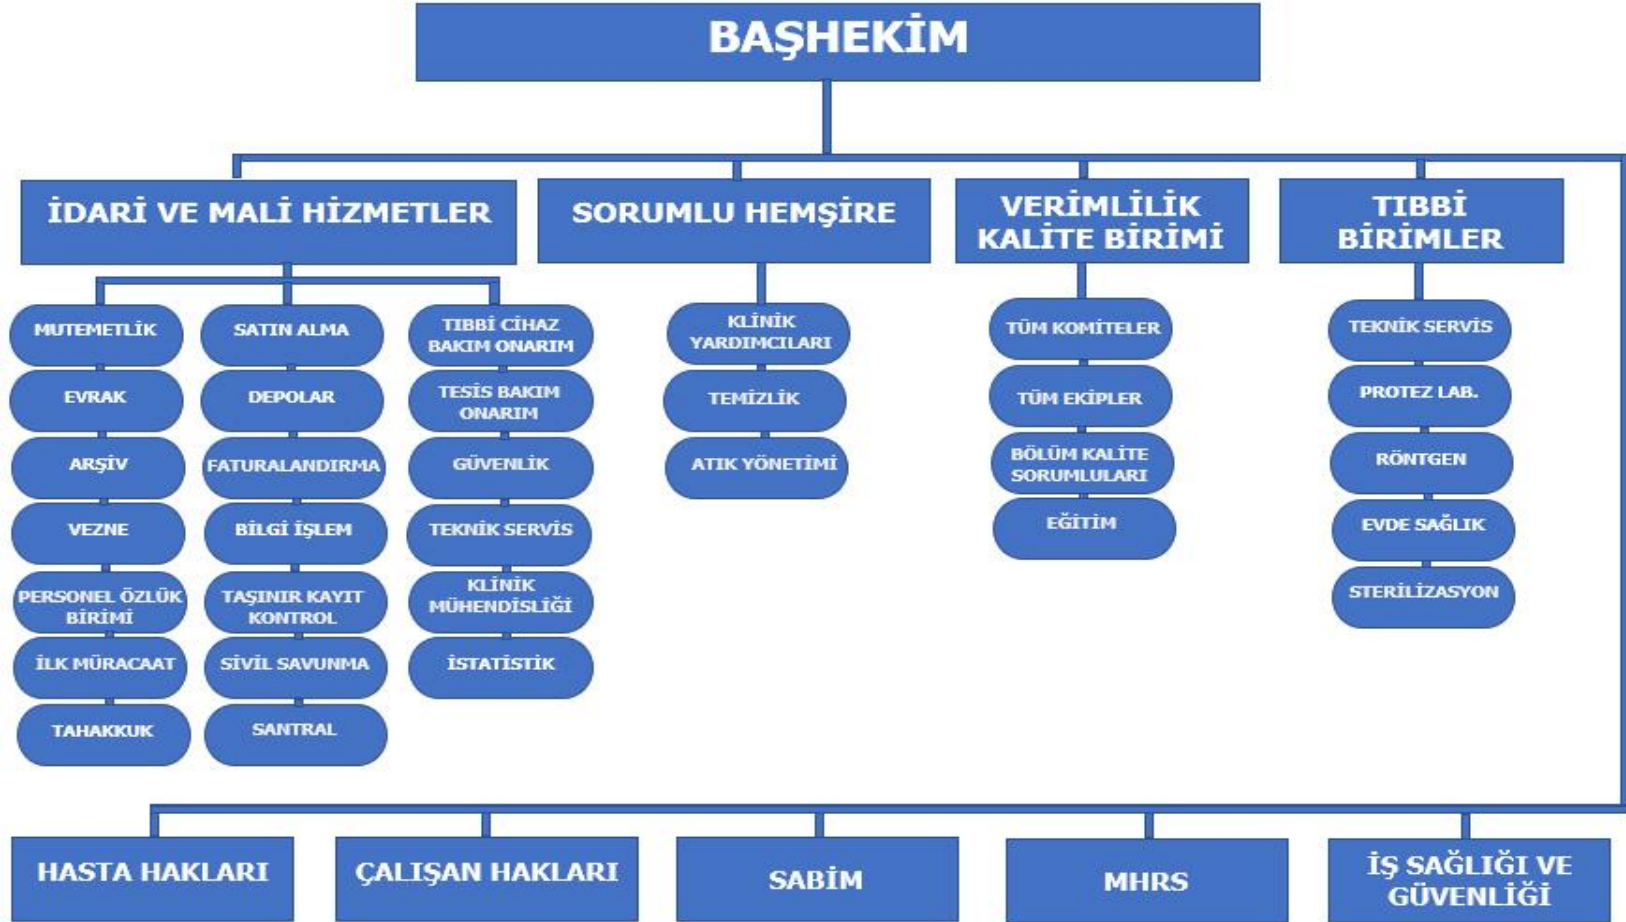 BAŞHEKİM
İDARİ VE MALİ HİZMETLER
MUTEMETLİK
EVRAK
ARŞİV
VEZNE
PERSONEL ÖZLÜK
BİRİMİ
İLK MÜRACAAT
TAHAKKUK
SATIN ALMA
DEPOLAR
FATURALANDIRMA
BİLGİ İŞLEM
TAŞINIR KAYIT
KONTROL
SİVİL SAVUNMA
SANTRAL
TIBBİ CİHAZ
BAKIM ONARIM
TESİS BAKIM
ONARIM
GÜVENLİK
TEKNİK SERVİS
KLİNİK
MÜHENDİSLİĞİ
İSTATİSTİK
SORUMLU HEMŞİRE
KLİNİK
YARDIMCILARI
TEMİZLİK
ATIK YÖNETİMİ
VERİMLİLİK
KALİTE BİRİMİ
TÜM KOMİTELER
TÜM EKİPLER
BÖLÜM KALİTE
SORUMLULARI
EĞİTİM
TIBBİ
BİRİMLER
TEKNİK SERVİS
PROTEZ LAB.
RÖNTGEN
EVDE SAĞLIK
STERİLİZASYON
HASTA HAKLARI
ÇALIŞAN HAKLARI
SABİM
MHRS
İŞ SAĞLIĞI VE
GÜVENLİĞİ